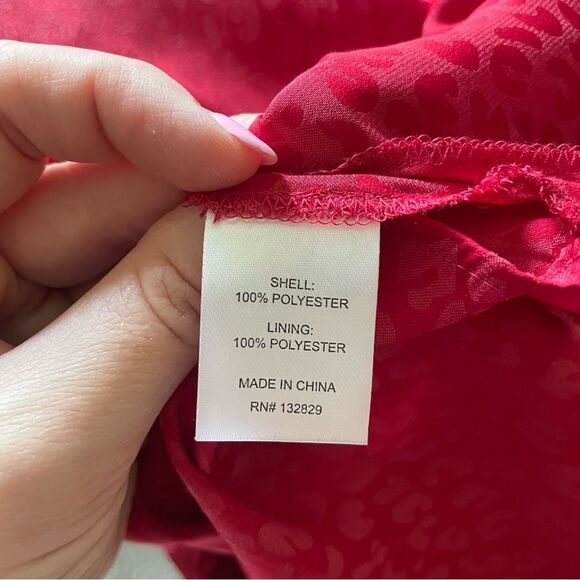 SHELL:
100% POLYESTER
LINING:
100% POLYESTER
MADE IN CHINA
RN# 132829